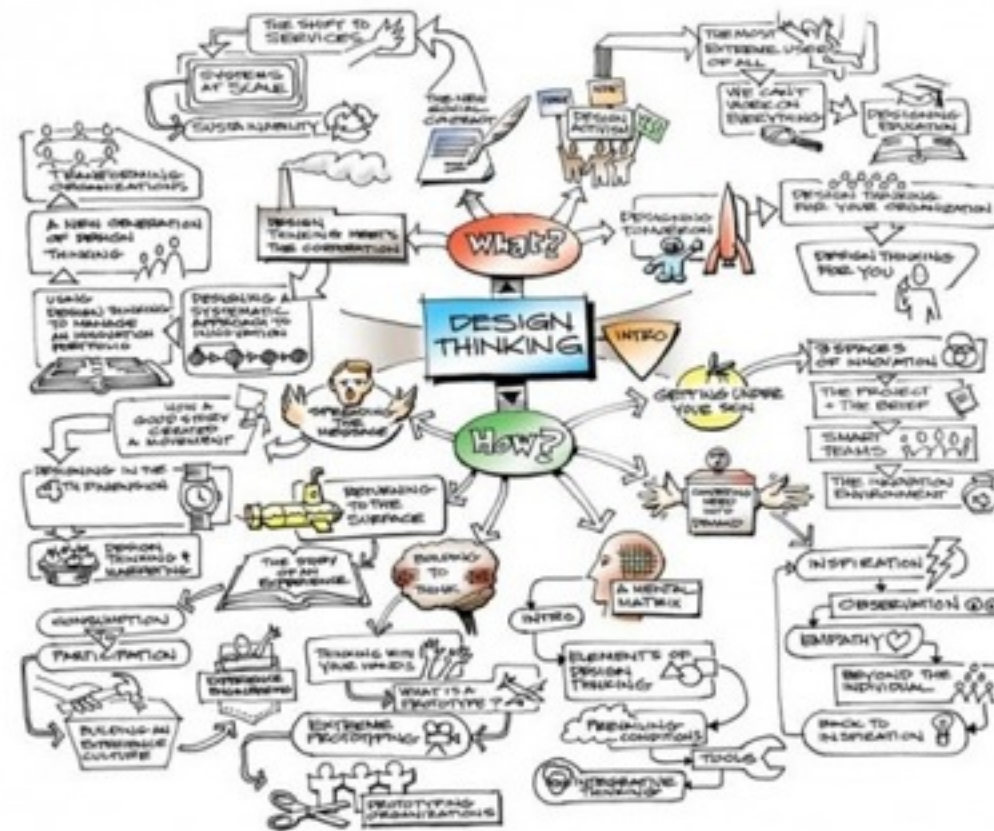 THE SHIFT TO
SERVICES
SYSTEMS
AT SCALE
SUSTAINABILITY
THE NEW
SOCIAL
CONTRACT
DESIGN
ACTIVISM
YES!
THE MOST
EXTREME USER
OF ALL
WE CAN'T
WORK ON
EVERYTHING
DESIGNING
EDUCATION
TRANSFORMING
ORGANIZATIONS
A NEW GENERATION
OF DESIGN
THINKING
USING
DESIGN THINKING
TO MANAGE
AN INNOVATION
PORTFOLIO
DESIGNING A
SYSTEMATIC
APPROACH TO
INNOVATION
DESIGN
THINKING MEETS
THE CORPORATION
What?
DESIGNING
TOMORROW
DESIGN THINKING
FOR YOUR ORGANIZATION
DESIGN THINKING
FOR YOU
DESIGN
THINKING
INTRO
How?
GETTING UNDER
YOUR SKIN
3 SPACES
OF INNOVATION
THE PROJECT
+ THE BRIEF
SMART
TEAMS
THE INNOVATION
ENVIRONMENT
SPREADING
THE
MESSAGE
HOW A
GOOD STORY
CREATED
A MOVEMENT
DESIGNING IN THE
4TH DIMENSION
DESIGN
THINKING &
MARKETING
RETURNING
TO THE
SURFACE
THE STORY
OF AN
EXPERIENCE
CONSUMPTION
PARTICIPATION
BUILDING AN
EXPERIENCE
CULTURE
EXPERIENCE
ENGINEERING
BUILDING
TO
THINK
THINKING WITH
YOUR HANDS
WHAT IS A
PROTOTYPE?
EXTREME
PROTOTYPING
PROTOTYPING
ORGANIZATIONS
A MENTAL
MATRIX
INTRO
ELEMENTS OF
DESIGN
THINKING
PREVAILING
CONDITIONS
TOOLS
INTEGRATIVE
THINKING
CONVERTING
NEED
INTO
DEMAND
INSPIRATION
OBSERVATION
EMPATHY
BEYOND THE
INDIVIDUAL
BACK TO
INSPIRATION